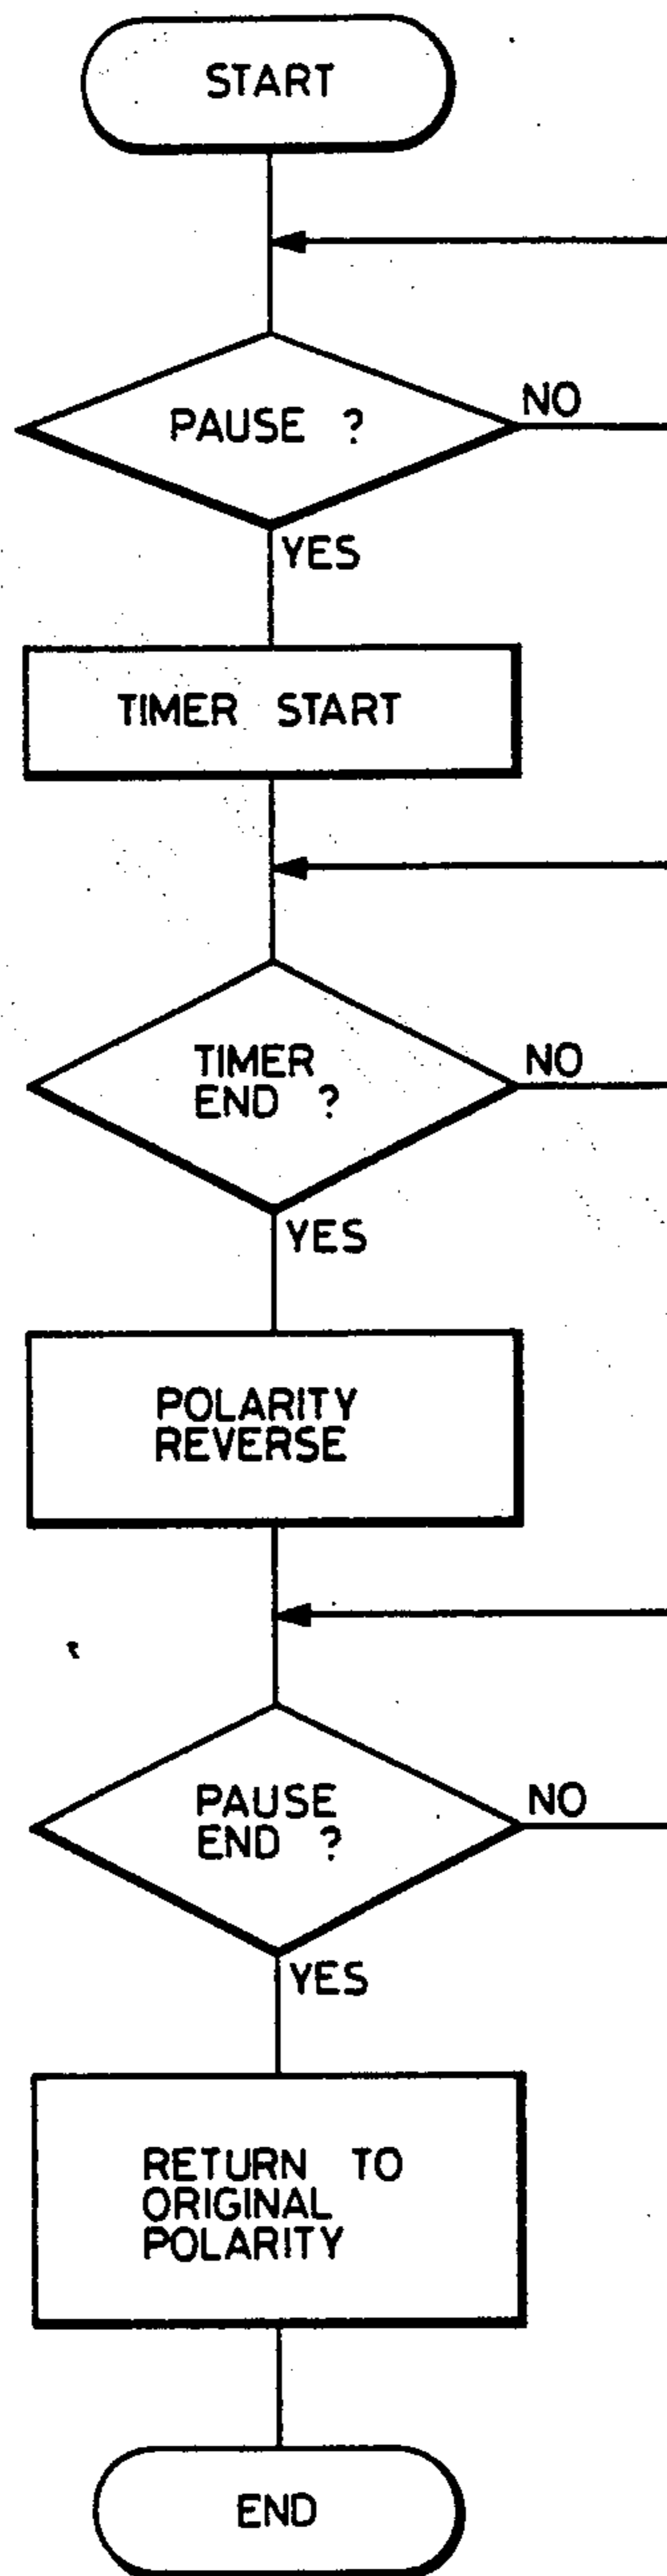 START
PAUSE ?
NO
YES
TIMER START
TIMER
END ?
NO
YES
POLARITY
REVERSE
PAUSE
END ?
NO
YES
RETURN TO
ORIGINAL
POLARITY
END